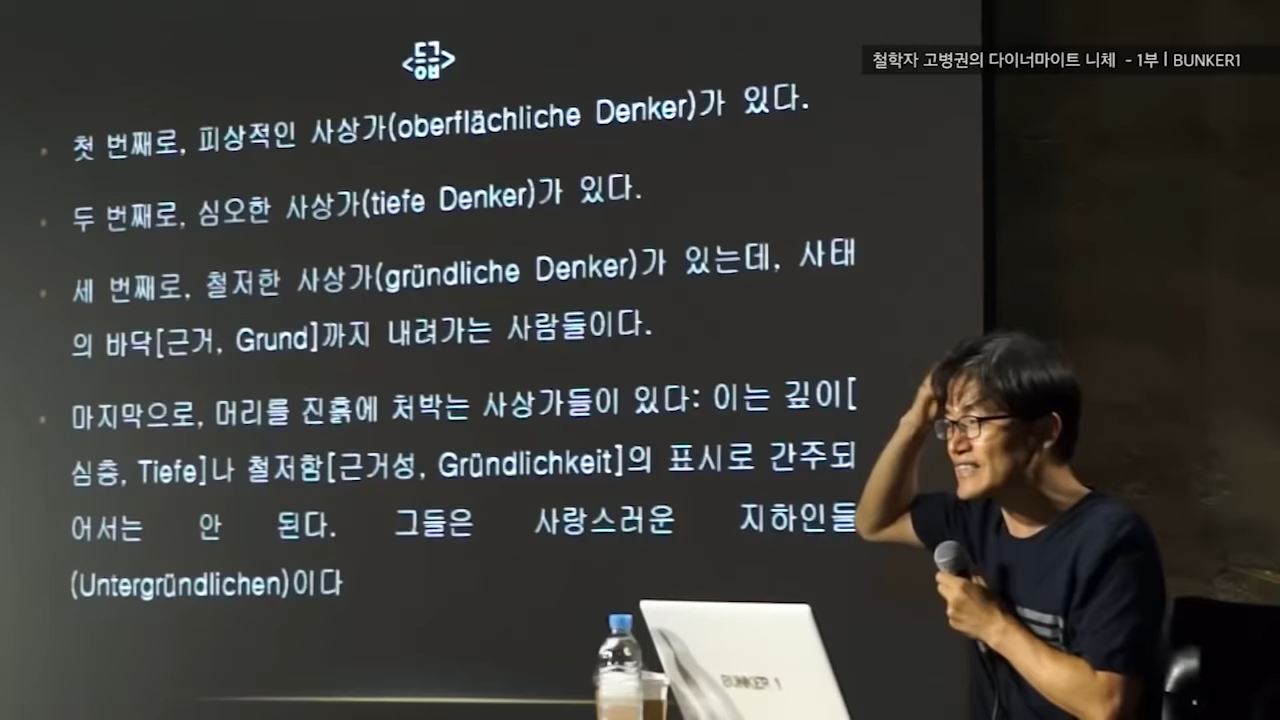 철학자 고병권의 다이너마이트 니체 - 1부 | BUNKER1
첫 번째로, 피상적인 사상가(oberflächliche Denker)가 있다.
두 번째로, 심오한 사상가(tiefe Denker)가 있다.
세 번째로, 철저한 사상가(gründliche Denker)가 있는데, 사태
의 바닥[근거, Grund]까지 내려가는 사람들이다.
마지막으로, 머리를 진흙에 처박는 사상가들이 있다: 이는 깊이[
심층, Tiefe]나 철저함[근거성, Gründlichkeit]의 표시로 간주되
어서는 안 된다. 그들은 사랑스러운 지하인들
(Untergründlichen)이다
BUNKER 1